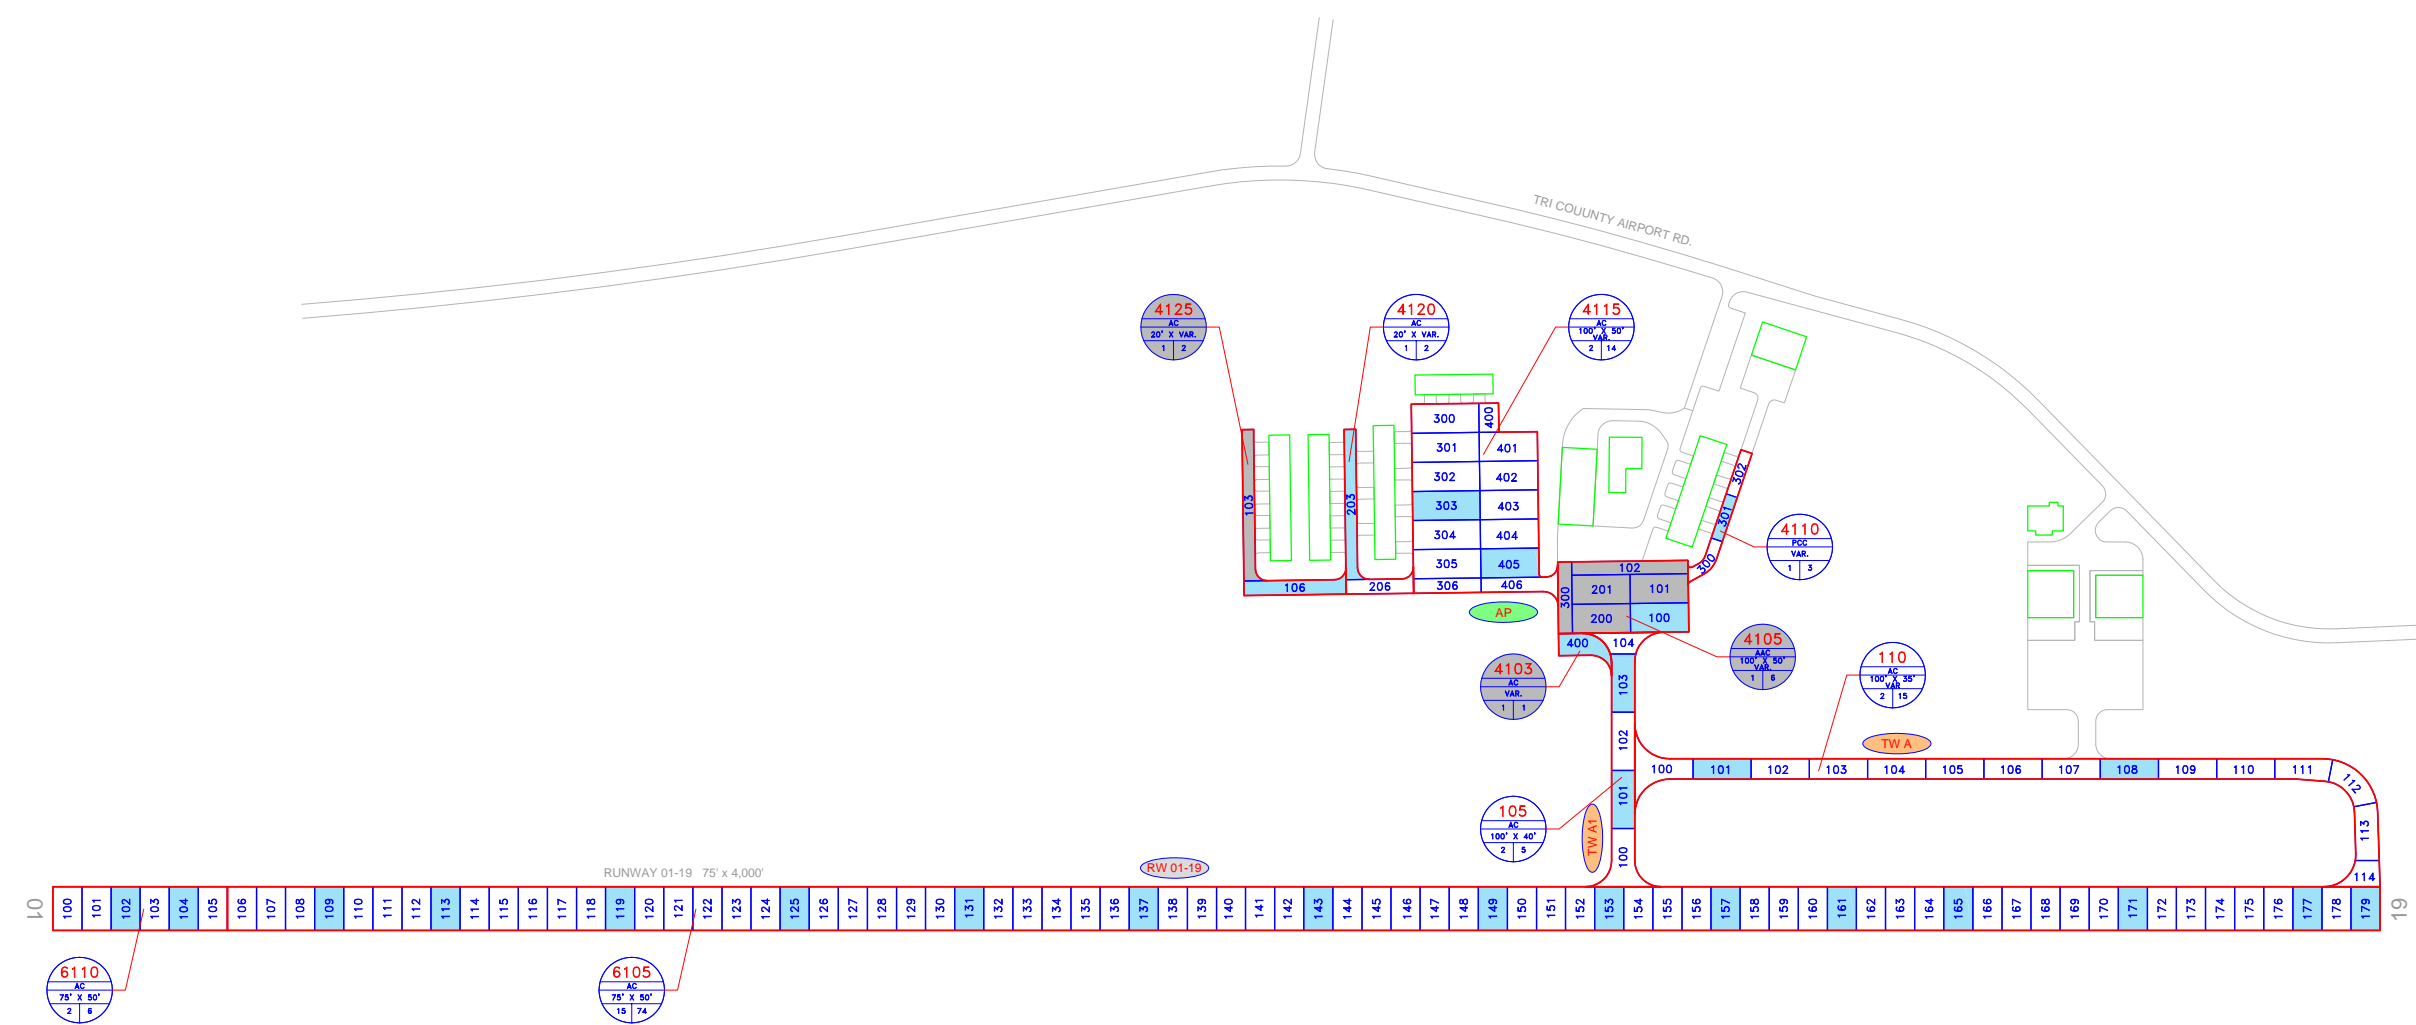 TRI COUUNTY AIRPORT RD.
4125
AC
20' X VAR.
1 2
4120
AC
20' X VAR.
1 2
4115
AC
100' X 50'
VAR.
2 14
300 400
301 401
302 402
303 403
304 404
305 405
306 406
103
203
106
206
302
301
300
4110
PCC
VAR.
1 3
AP
102
300
201 101
200 100
400 104
4105
AAC
100' X 50'
VAR.
1 6
4103
AC
VAR.
1 1
110
AC
100' X 35'
VAR
2 15
103
102
101
100
TW A
100 101 102 103 104 105 106 107 108 109 110 111 112
113
114
105
AC
100' X 40'
2 5
TW A1
RW 01-19
RUNWAY 01-19 75' x 4,000'
01
100 101 102 103 104 105 106 107 108 109 110 111 112 113 114 115 116 117 118 119 120 121 122 123 124 125 126 127 128 129 130 131 132 133 134 135 136 137 138 139 140 141 142 143 144 145 146 147 148 149 150 151 152 153 154 155 156 157 158 159 160 161 162 163 164 165 166 167 168 169 170 171 172 173 174 175 176 177 178 179
19
6110
AC
75' X 50'
2 6
6105
AC
75' X 50'
15 74